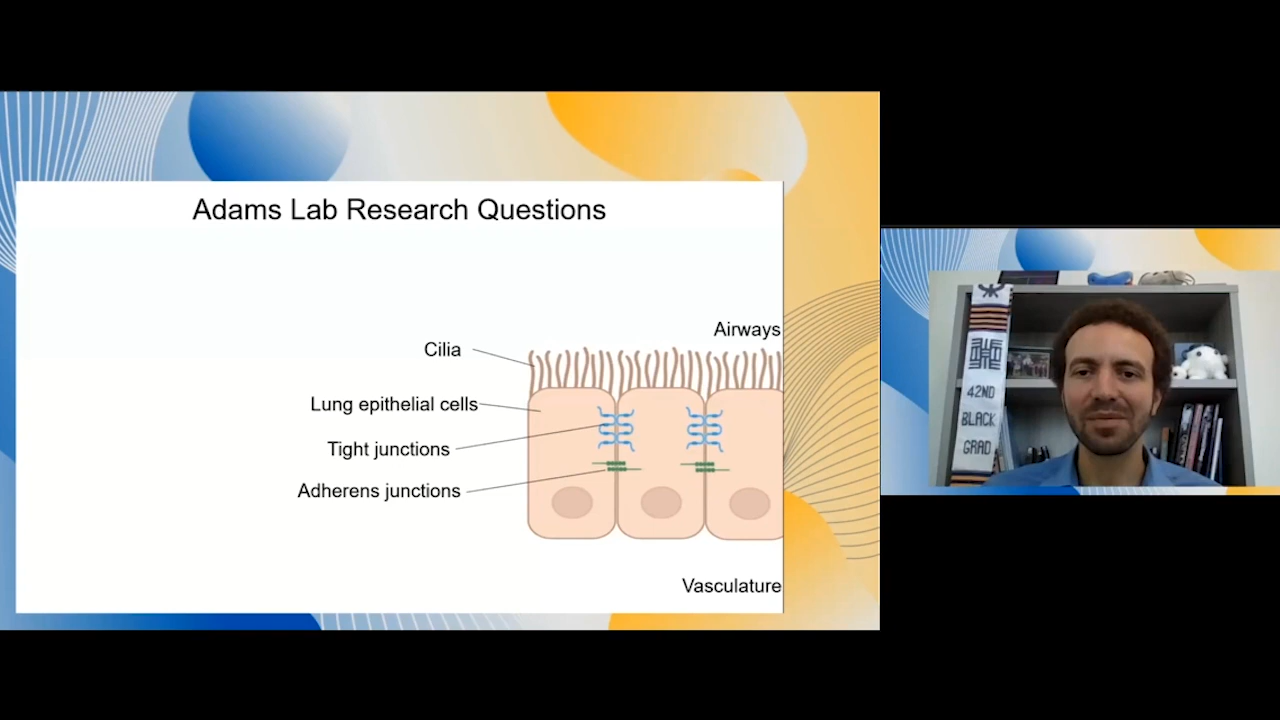 Adams Lab Research Questions
Airways
Cilia
Lung epithelial cells
Tight junctions
Adherens junctions
Vasculature
42ND
BLACK
GRAD